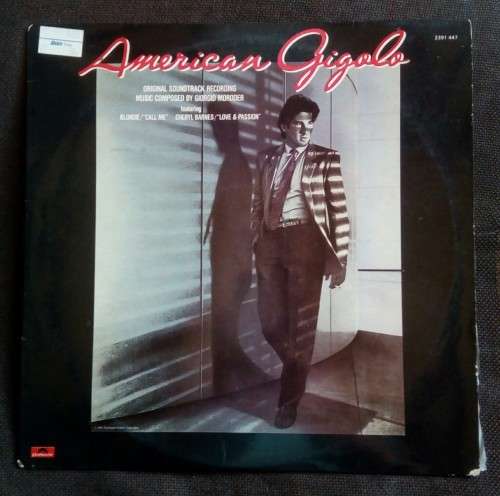 2391 447
American Gigolo
ORIGINAL SOUNDTRACK RECORDING
MUSIC COMPOSED BY GIORGIO MORODER
featuring
BLONDIE/"CALL ME" CHERYL BARNES/"LOVE & PASSION"
polydor